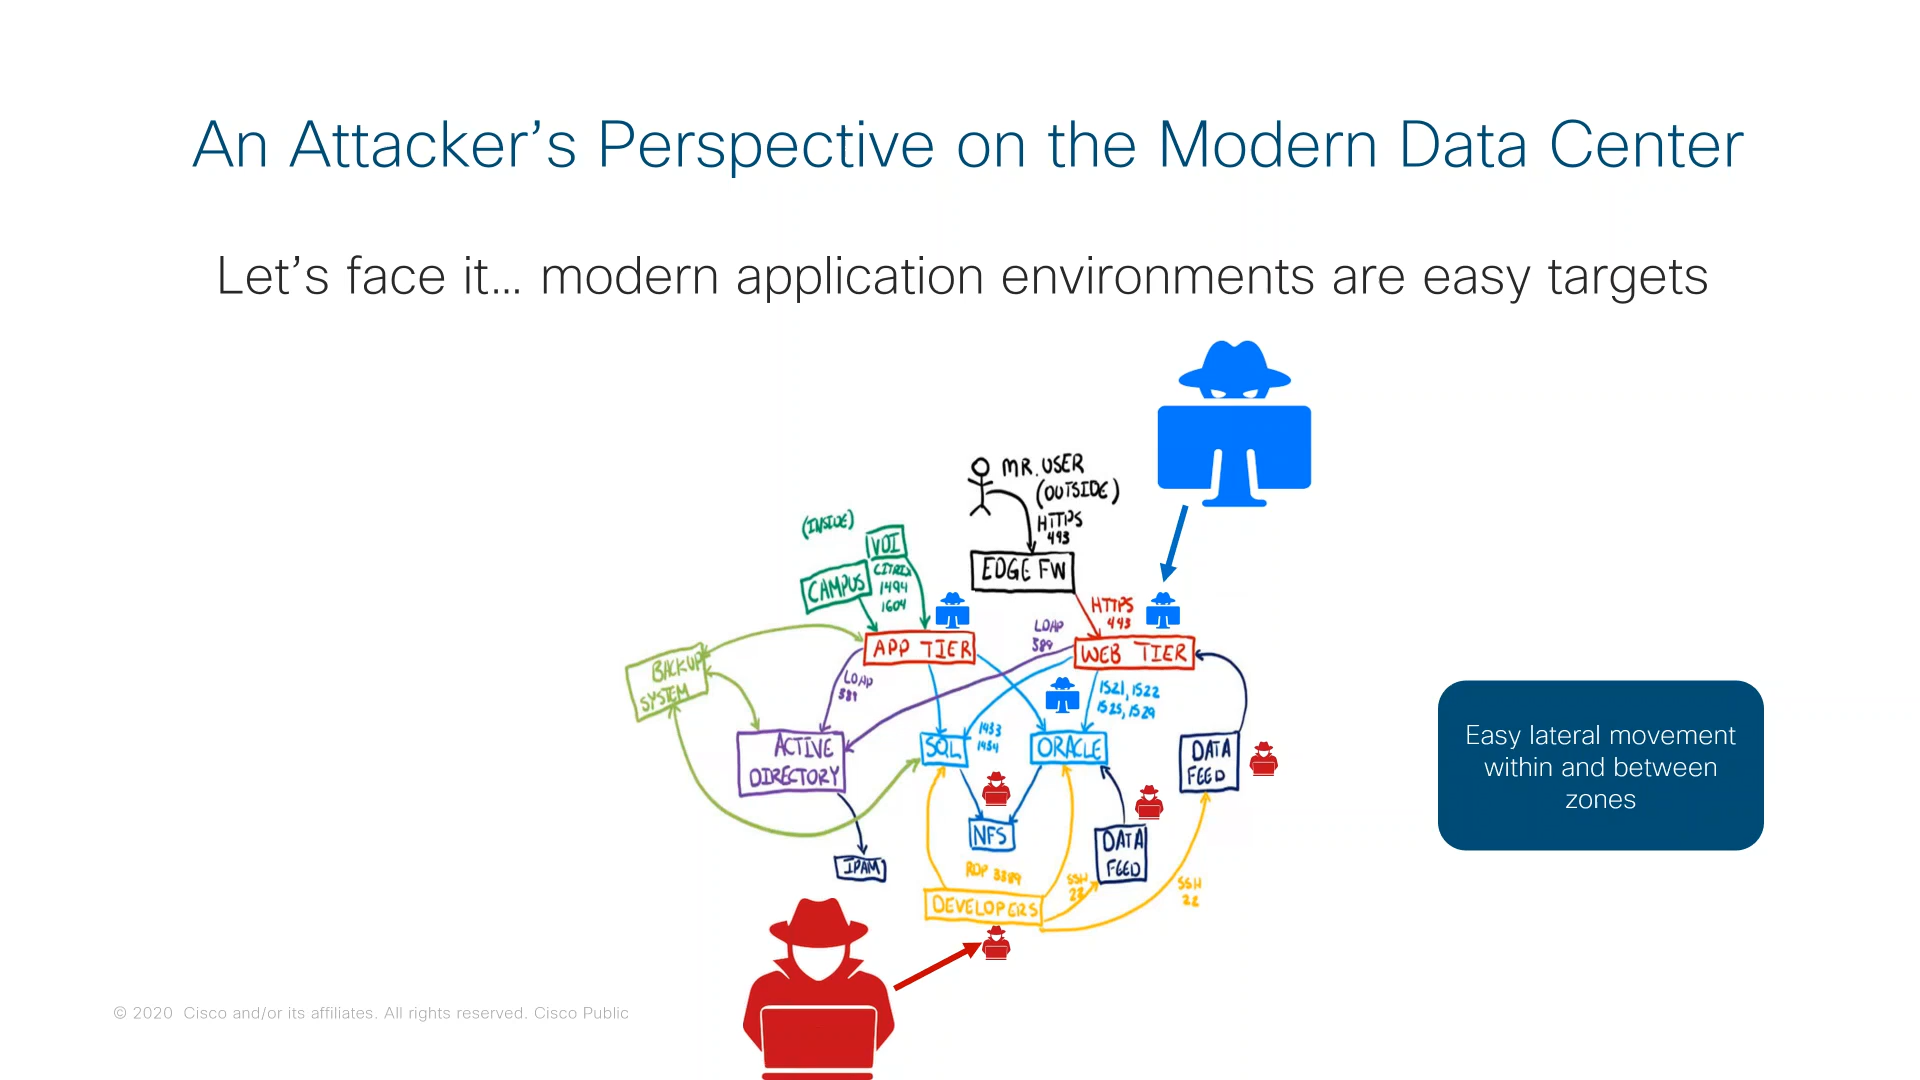 An Attacker’s Perspective on the Modern Data Center
Let’s face it... modern application environments are easy targets
MR. USER
(OUTSIDE)
HTTPS
443
(INSIDE)
VDI
CITRIX
1494
1604
CAMPUS
EDGE FW
HTTPS
443
LDAP
389
APP TIER
WEB TIER
BACKUP
SYSTEM
LDAP
389
1521, 1522
1525, 1529
1433
1434
ACTIVE
DIRECTORY
SQL
ORACLE
DATA
FEED
Easy lateral movement
within and between
zones
NFS
DATA
FEED
IPAM
RDP 3389
SSH
22
SSH
22
DEVELOPERS
© 2020 Cisco and/or its affiliates. All rights reserved. Cisco Public